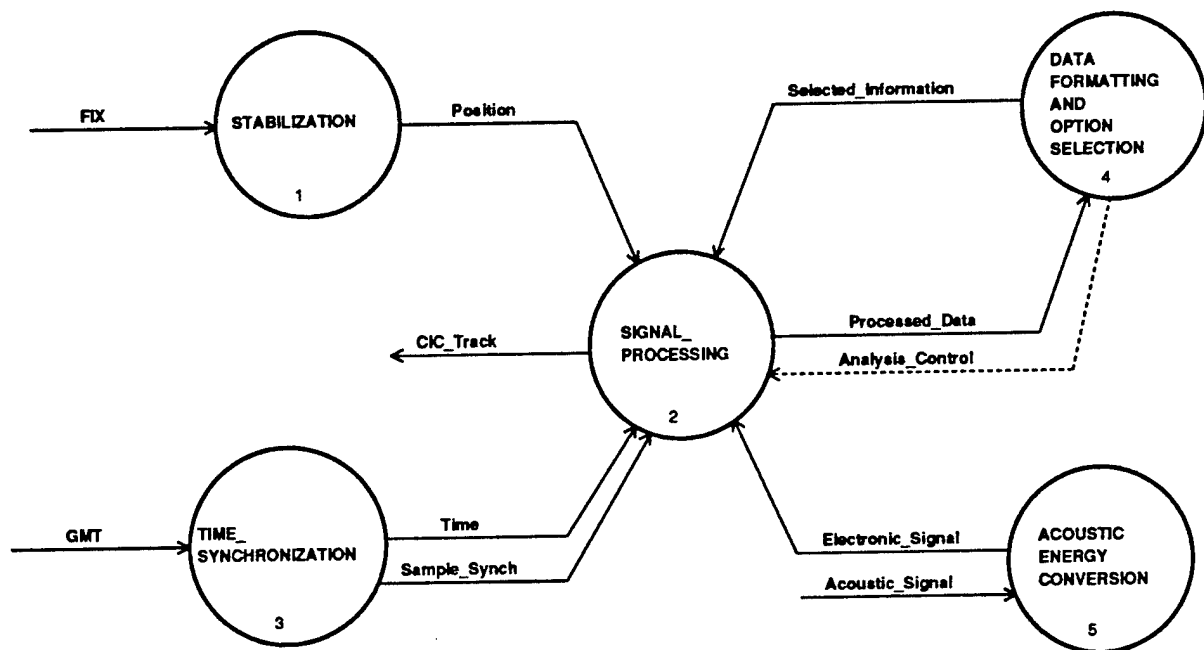 DATA
FORMATTING
AND
OPTION
SELECTION
4
Selected_Information
FIX
STABILIZATION
1
Position
SIGNAL_
PROCESSING
2
Processed_Data
Analysis_Control
CIC_Track
GMT
TIME_
SYNCHRONIZATION
3
Time
Sample_Synch
Electronic_Signal
Acoustic_Signal
ACOUSTIC
ENERGY
CONVERSION
5